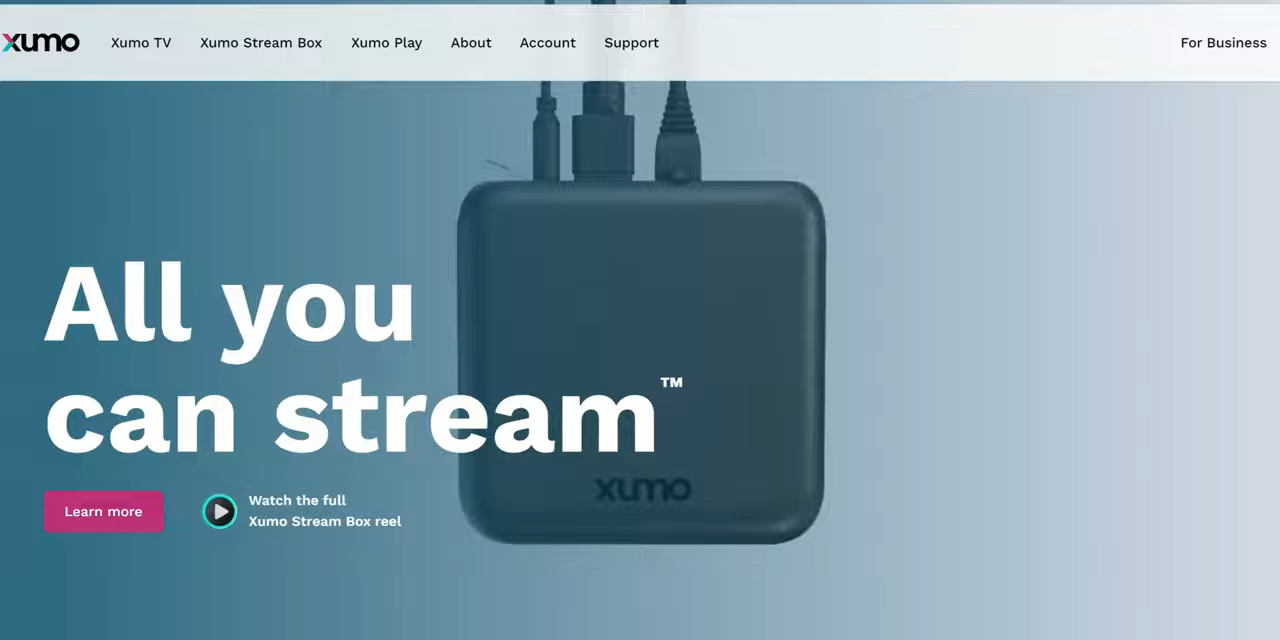 xumo
Xumo TV
Xumo Stream Box
Xumo Play
About
Account
Support
For Business
All you
can stream™
xumo
Learn more
Watch the full
Xumo Stream Box reel